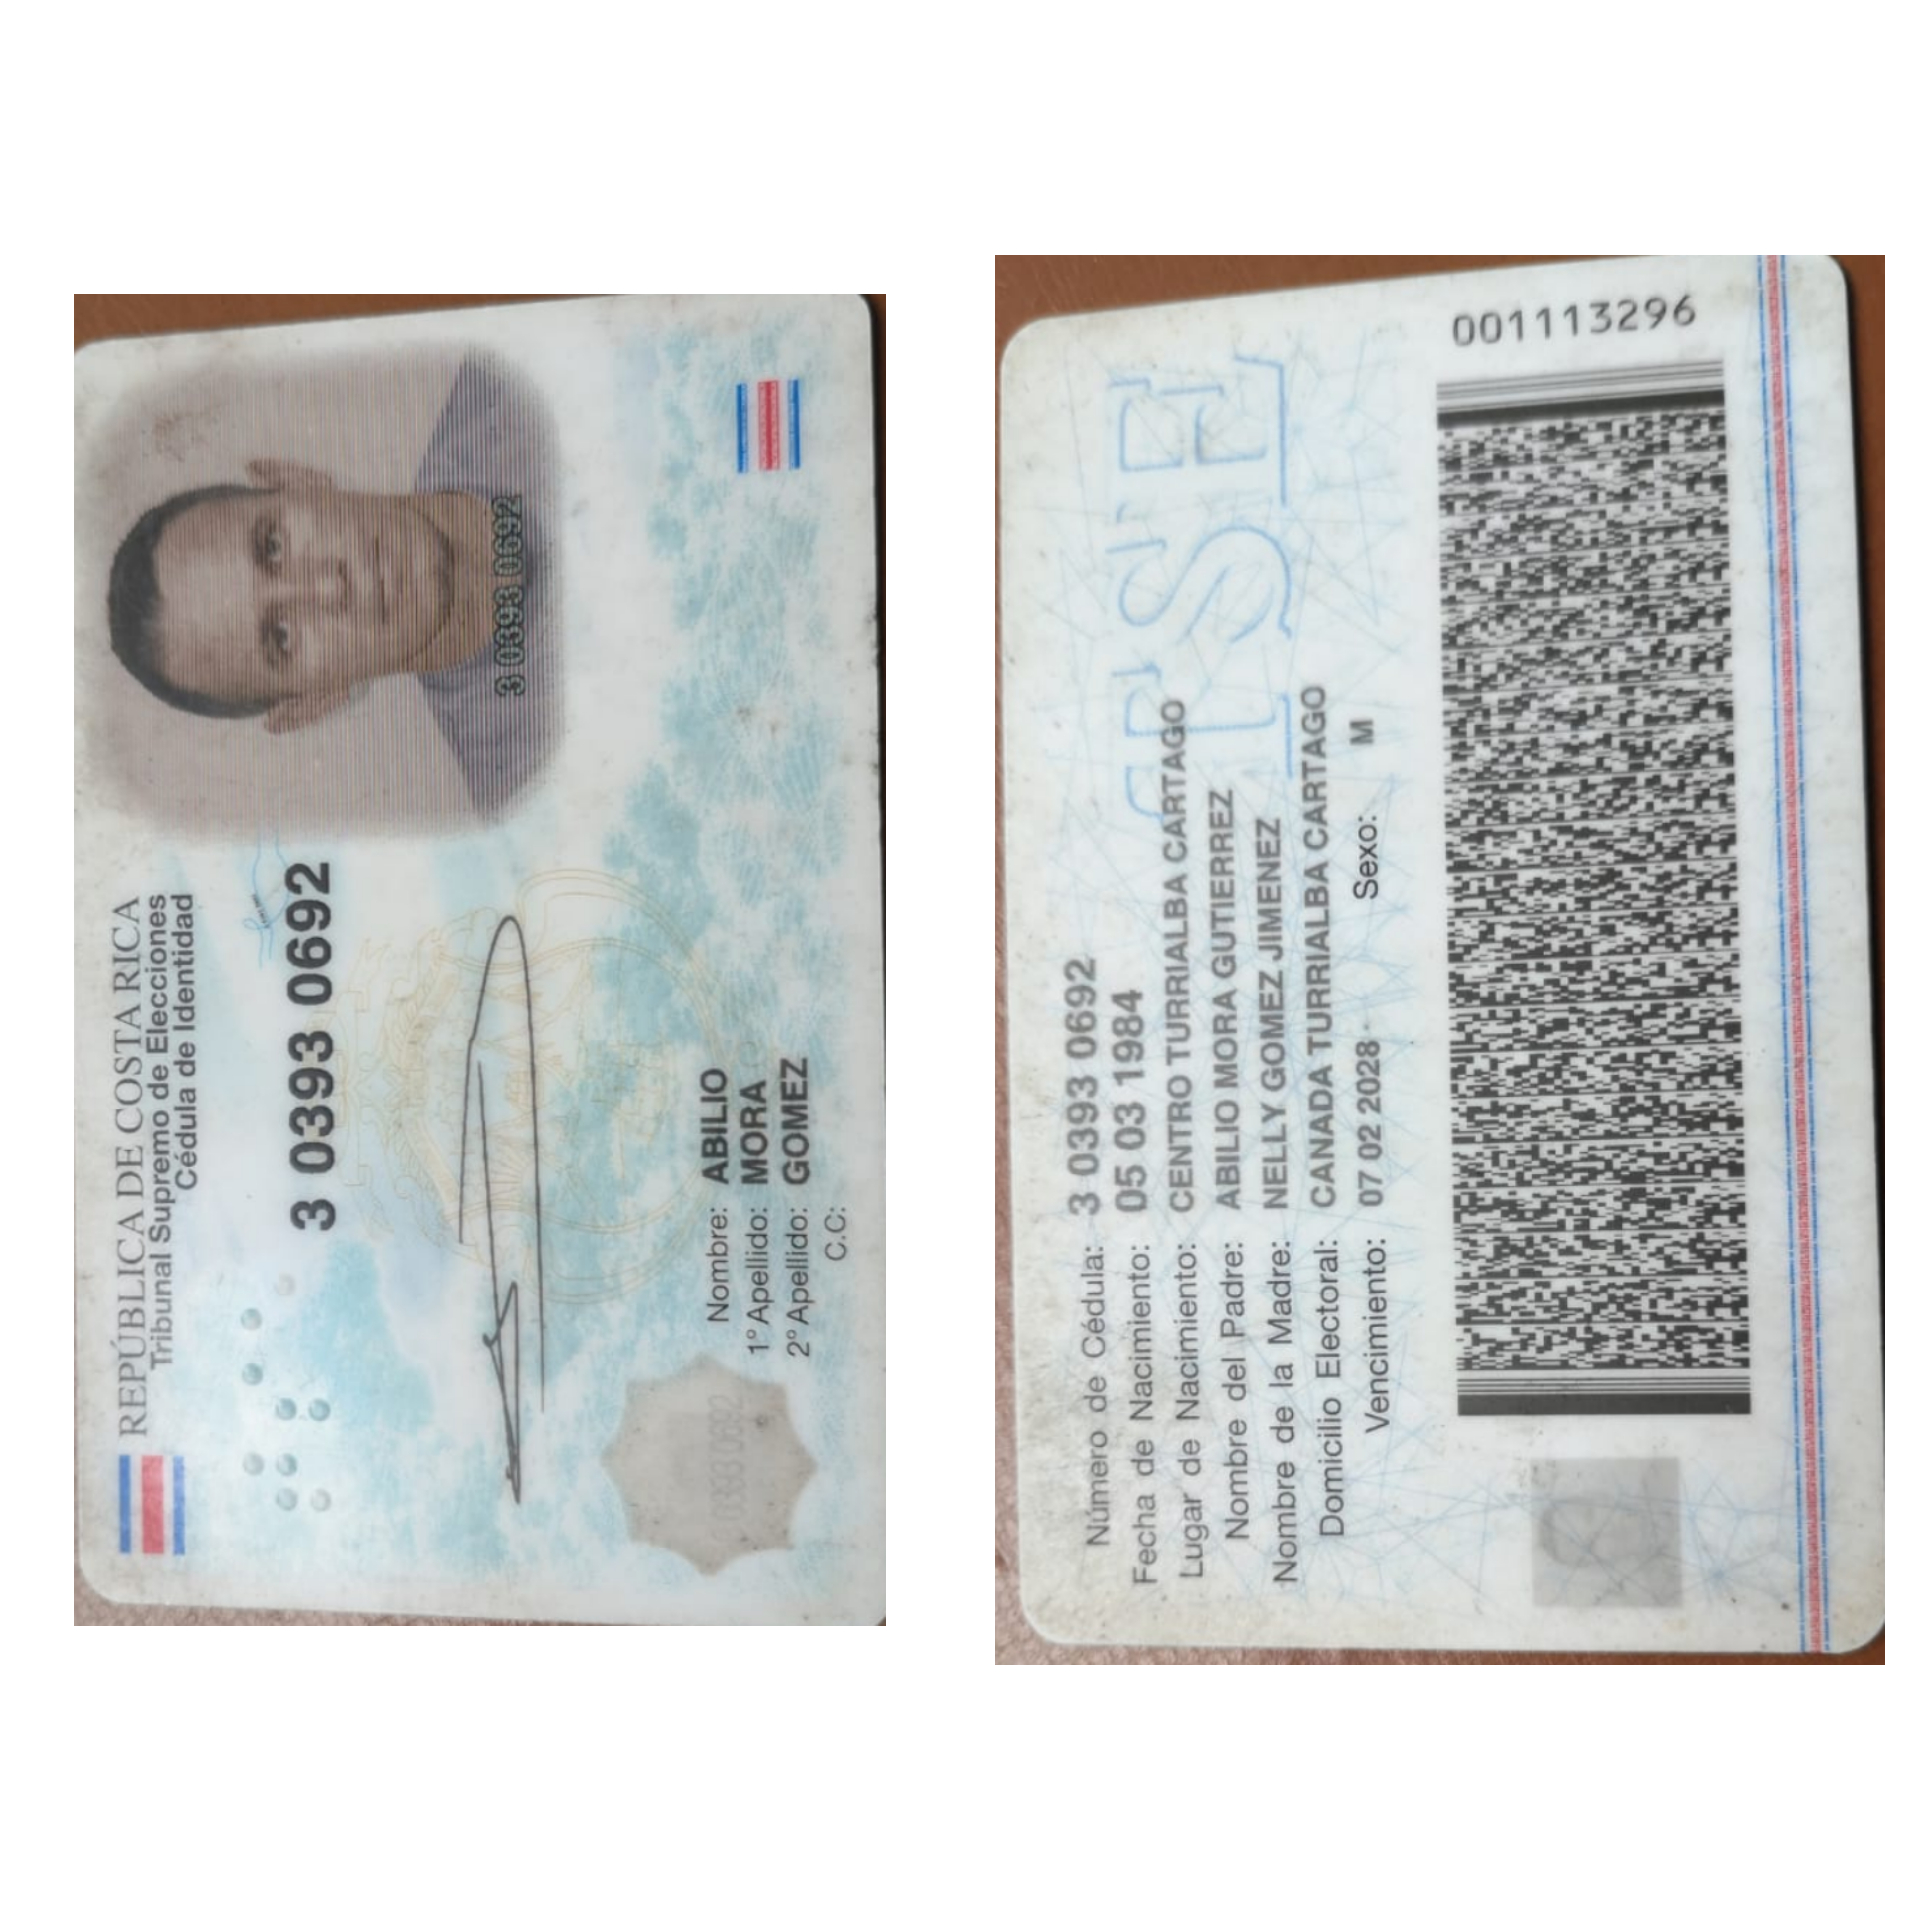 REPÚBLICA DE COSTA RICA
Tribunal Supremo de Elecciones
Cédula de Identidad
3 0393 0692
3 0393 0692
Nombre: ABILIO
1º Apellido: MORA
2º Apellido: GOMEZ
C.C:
Número de Cédula: 3 0393 0692
Fecha de Nacimiento: 05 03 1984
Lugar de Nacimiento: CENTRO TURRIALBA CARTAGO
Nombre del Padre: ABILIO MORA GUTIERREZ
Nombre de la Madre: NELLY GOMEZ JIMENEZ
Domicilio Electoral: CANADA TURRIALBA CARTAGO
Vencimiento: 07 02 2028 Sexo: M
TSE
001113296